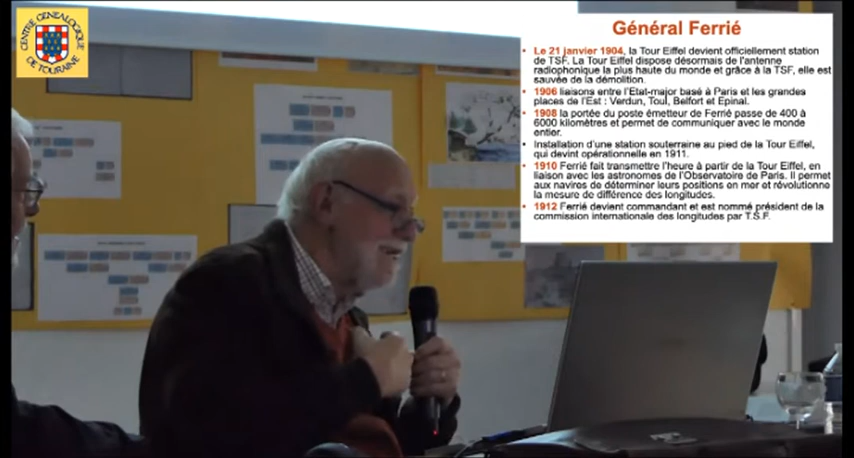 CENTRE GÉNÉALOGIQUE
DE TOURAINE
Général Ferrié
• Le 21 janvier 1904, la Tour Eiffel devient officiellement station
de TSF. La Tour Eiffel dispose désormais de l'antenne
radiophonique la plus haute du monde et grâce à la TSF, elle est
sauvée de la démolition.
• 1906 liaisons entre l'Etat-major basé à Paris et les grandes
places de l'Est : Verdun, Toul, Belfort et Epinal.
• 1908 la portée du poste émetteur de Ferrié passe de 400 à
6000 kilomètres et permet de communiquer avec le monde
entier.
• Installation d'une station souterraine au pied de la Tour Eiffel,
qui devint opérationnelle en 1911.
• 1910 Ferrié fait transmettre l'heure à partir de la Tour Eiffel, en
liaison avec les astronomes de l'Observatoire de Paris. Il permet
aux navires de déterminer leurs positions en mer et révolutionne
la mesure de différence des longitudes.
• 1912 Ferrié devient commandant et est nommé président de la
commission internationale des longitudes par T.S.F.